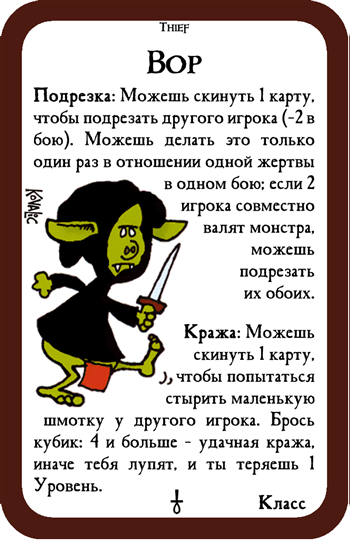 Thief
Вор
Подрезка: Можешь скинуть 1 карту,
чтобы подрезать другого игрока (-2 в
бою). Можешь делать это только
один раз в отношении одной жертвы
в одном бою; если 2
игрока совместно
валят монстра,
можешь
подрезать
их обоих.
Kovalic
Кража: Можешь
скинуть 1 карту,
чтобы попытаться
стырить маленькую
шмотку у другого игрока. Брось
кубик: 4 и больше - удачная кража,
иначе тебя лупят, и ты теряешь 1
Уровень.
Класс